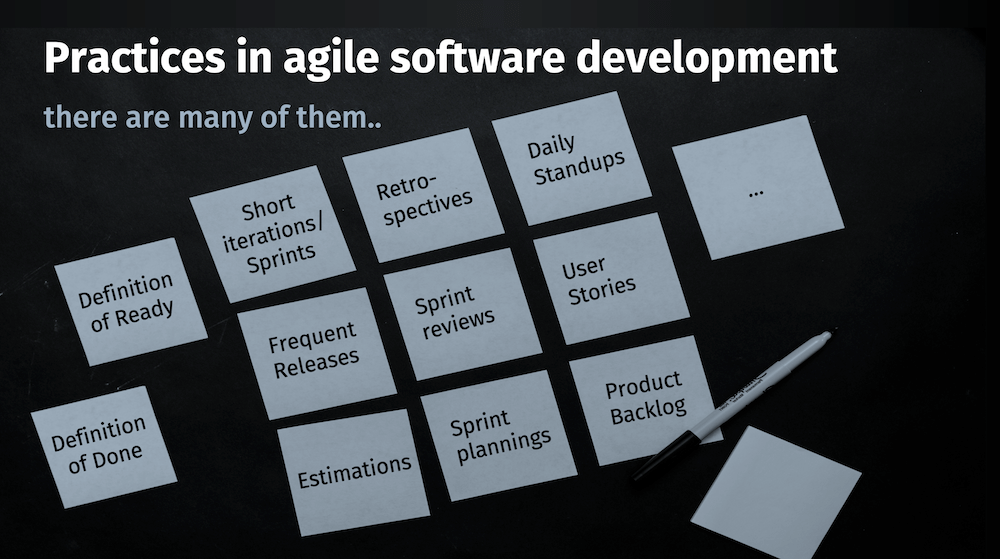 Practices in agile software development
there are many of them..
Daily
Standups
Retro-
spectives
Short
iterations/
Sprints
...
Definition
of Ready
User
Stories
Sprint
reviews
Frequent
Releases
Product
Backlog
Definition
of Done
Sprint
plannings
Estimations